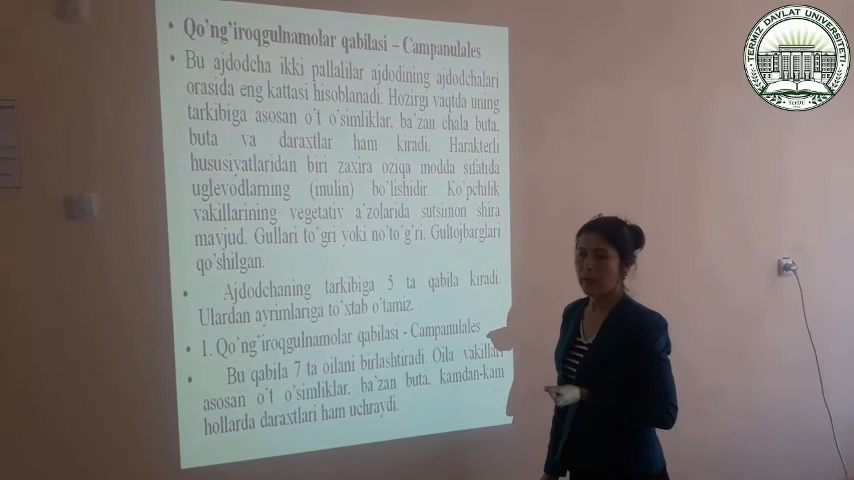 Qo'ng'iroqgulnamolar qabilasi – Campanulales
Bu ajdodcha ikki pallalilar ajdodining ajdodchalari
orasida eng kattasi hisoblanadi. Hozirgi vaqtda uning
tarkibiga asosan o't o'simliklar, ba'zan chala buta,
buta va daraxtlar ham kiradi. Harakterli
hususiyatlaridan biri zaxira oziqa modda sifatida
uglevodlarning (inulin) bo'lishidir. Ko'pchilik
vakillarining vegetativ a'zolarida sutsimon shira
mavjud. Gullari to'gri yoki no'to'g'ri. Gultojbarglari
qo'shilgan.
Ajdodchaning tarkibiga 5 ta qabila kiradi.
Ulardan ayrimlariga to'xtab o'tamiz.
1. Qo'ng'iroqgulnamolar qabilasi - Campanulales
Bu qabila 7 ta oilani birlashtiradi. Oila vakillari
asosan o't o'simliklar, ba'zan buta, kamdan-kam
hollarda daraxtlari ham uchraydi.
TERMIZ DAVLAT UNIVERSITETI
TerDU